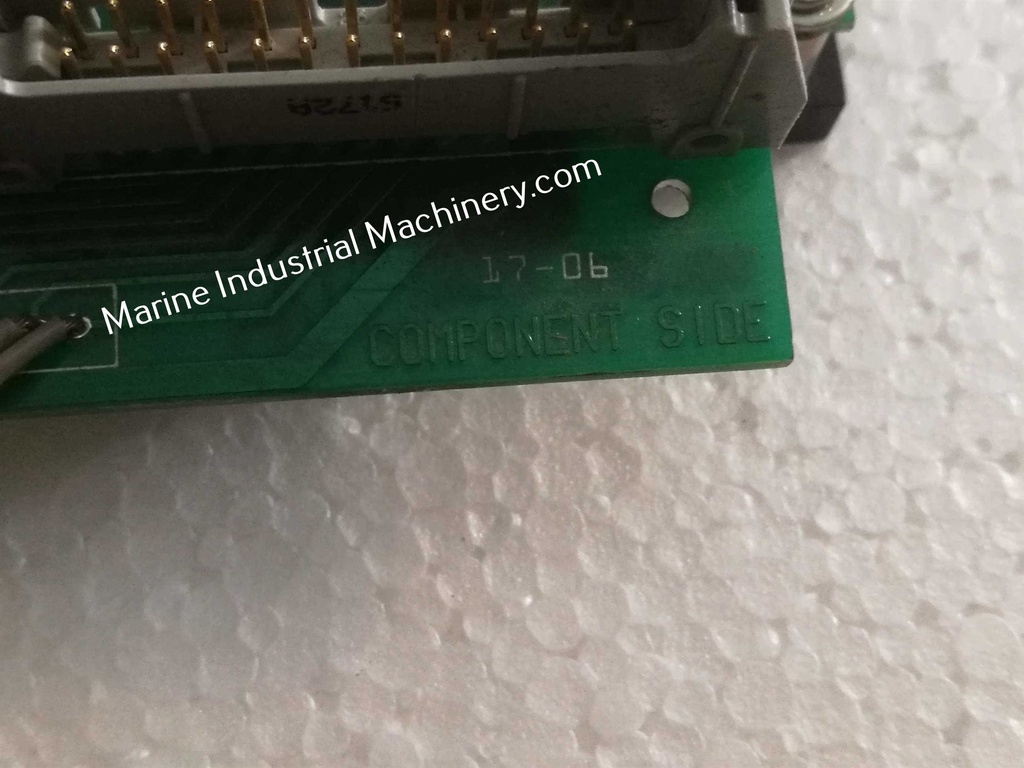 Marine Industrial Machinery.com
17-06
COMPONENT SIDE